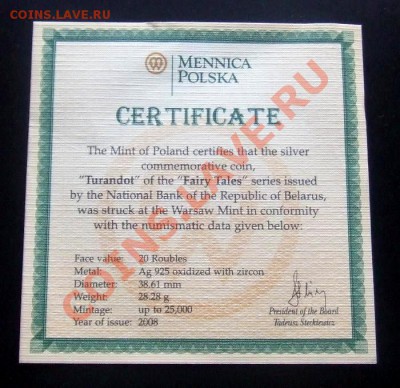 COINS.LAVE.RU
MENNICA
POLSKA
CERTIFICATE
The Mint of Poland certifies that the silver
commemorative coin,
"Turandot" of the "Fairy Tales" series issued
by the National Bank of the Republic of Belarus,
was struck at the Warsaw Mint in conformity
with the numismatic data given below:
Face value: 20 Roubles
Metal: Ag 925 oxidized with zircon
Diameter: 38.61 mm
Weight: 28.28 g
Mintage: up to 25,000
Year of issue: 2008
President of the Board
Tadeusz Steckiewicz
COINS.LAVE.RU
COINS.LAVE.RU